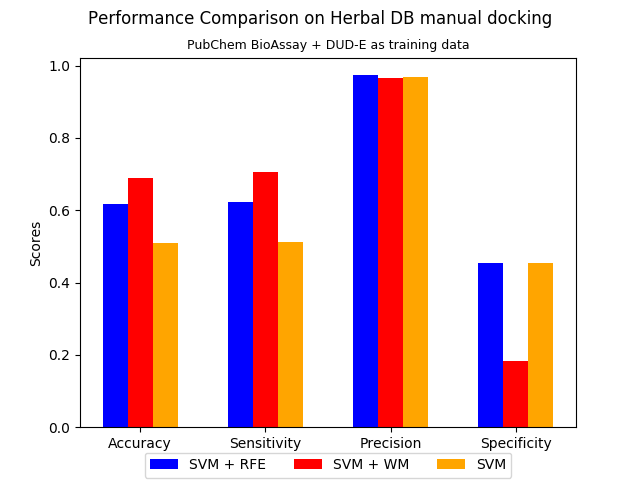 Performance Comparison on Herbal DB manual docking
PubChem BioAssay + DUD-E as training data
1.0
0.8
0.6
0.4
0.2
0.0
Scores
Accuracy Sensitivity Precision Specificity
SVM + RFE SVM + WM SVM